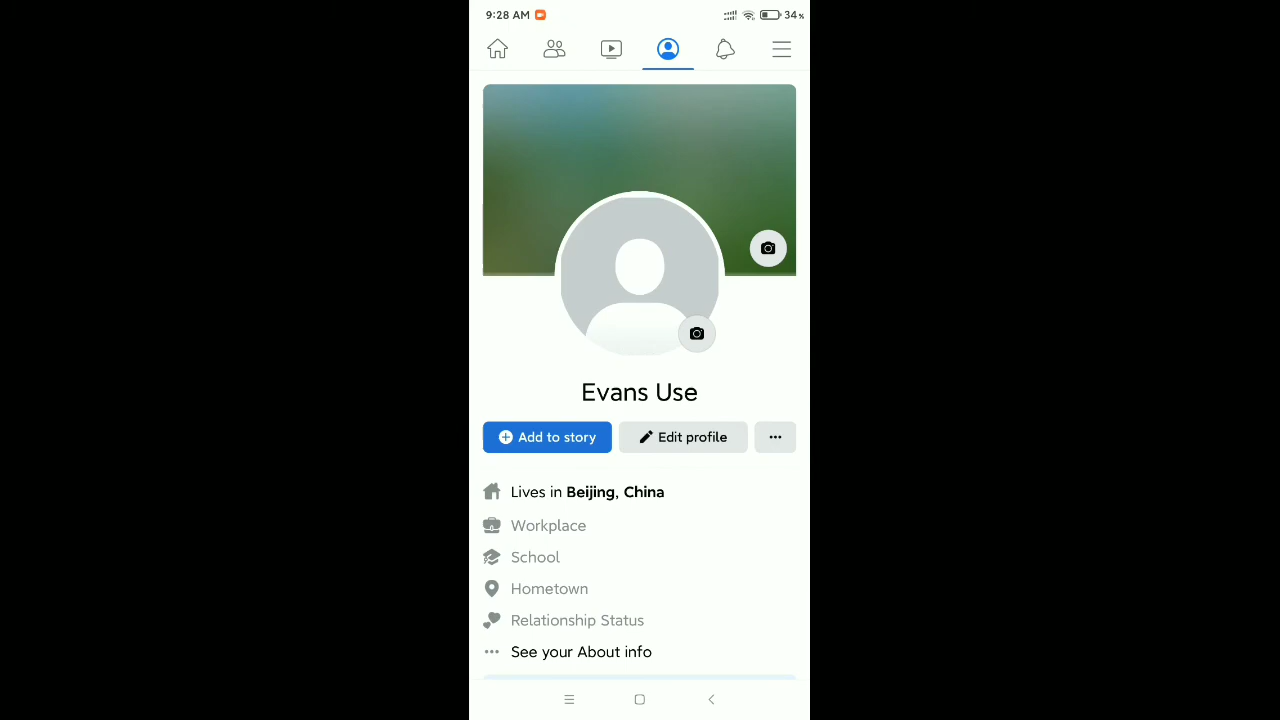 9:28 AM 34%
Evans Use
Add to story Edit profile
Lives in Beijing, China
Workplace
School
Hometown
Relationship Status
See your About info